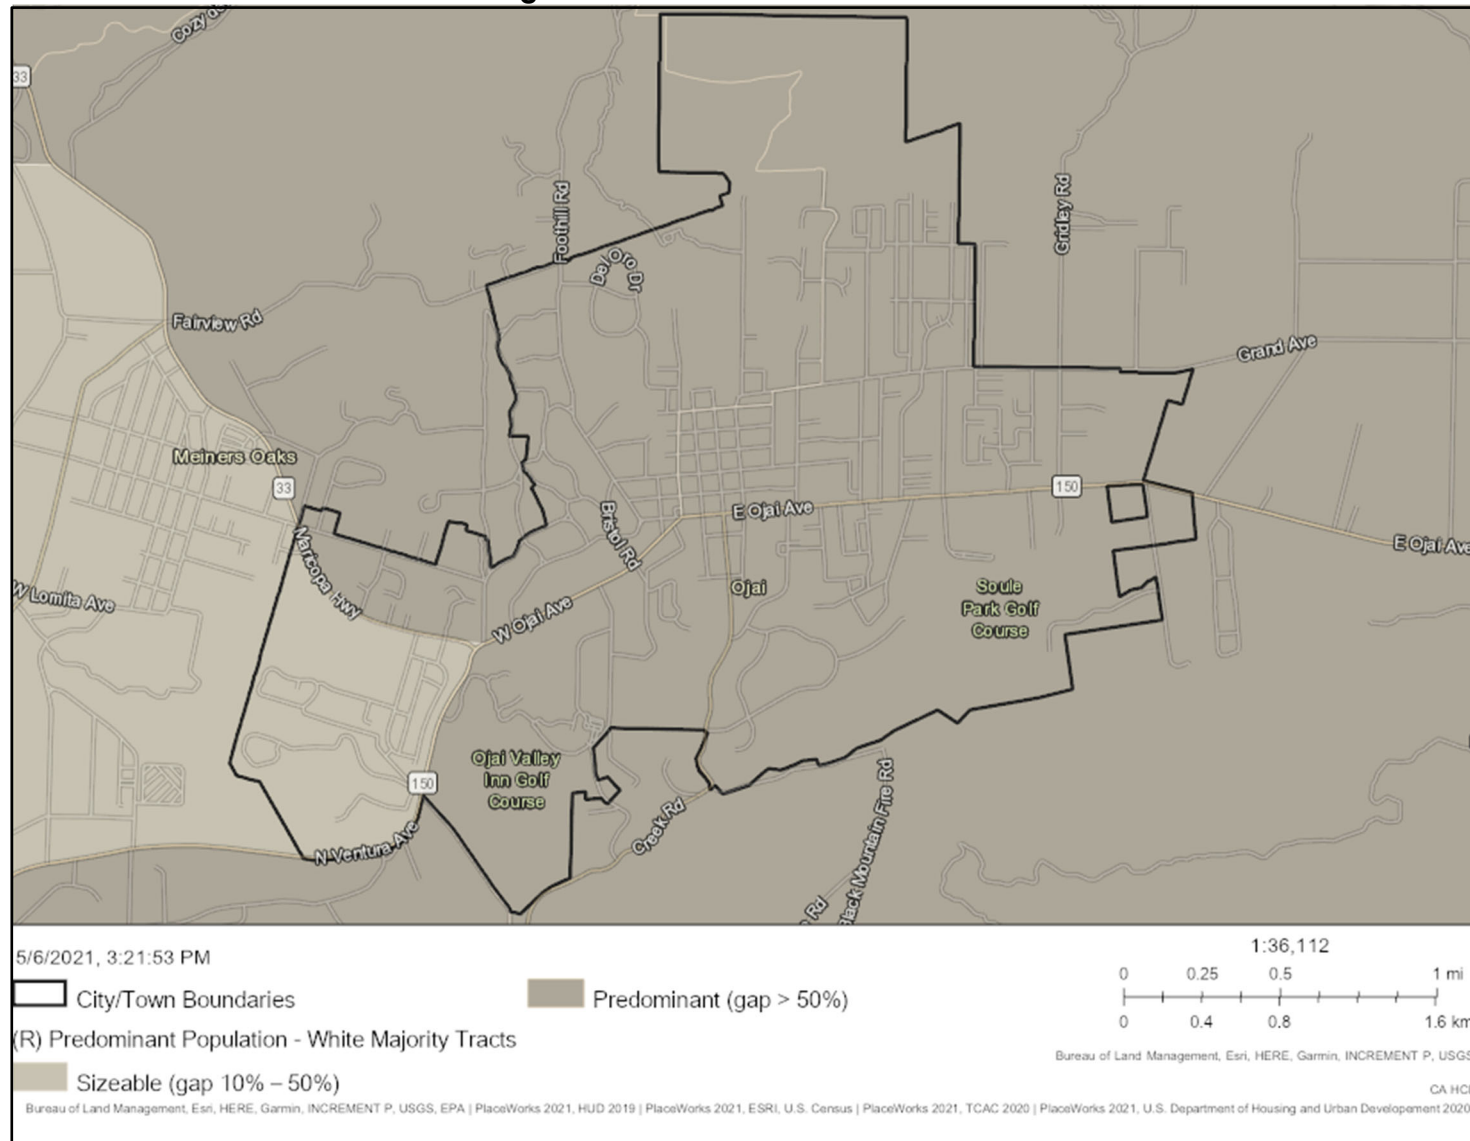 Cozy
33
Foothill Rd
Gridley Rd
Del Oro Dr
Fairview Rd
Grand Ave
Meiners Oaks
33
150
E Ojai Ave
Bristol Rd
E Ojai Ave
Maricopa Hwy
W Lomita Ave
Ojai
Soule
Park Golf
Course
W Ojai Ave
Ojai Valley
Inn Golf
Course
150
N Ventura Ave
Creek Rd
Black Mountain Fire Rd
Rd
5/6/2021, 3:21:53 PM
City/Town Boundaries
Predominant (gap > 50%)
(R) Predominant Population - White Majority Tracts
Sizeable (gap 10% – 50%)
1:36,112
0 0.25 0.5 1 mi
0 0.4 0.8 1.6 km
Bureau of Land Management, Esri, HERE, Garmin, INCREMENT P, USGS
CA HC
Bureau of Land Management, Esri, HERE, Garmin, INCREMENT P, USGS, EPA | PlaceWorks 2021, HUD 2019 | PlaceWorks 2021, ESRI, U.S. Census | PlaceWorks 2021, TCAC 2020 | PlaceWorks 2021, U.S. Department of Housing and Urban Developement 2020